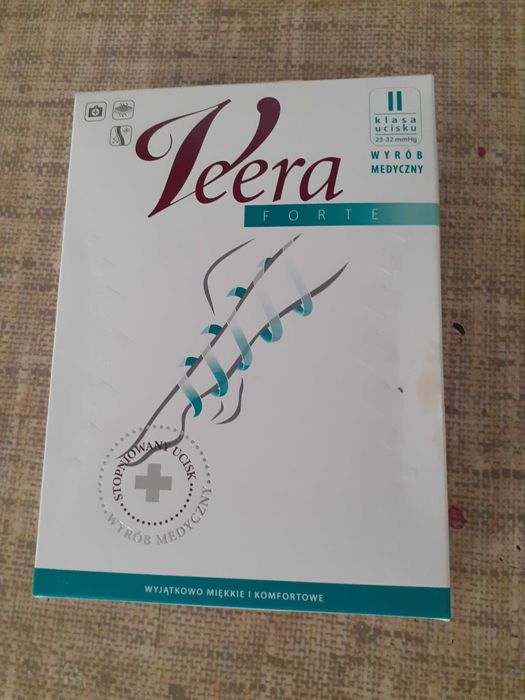 Veera
FORTE
II
klasa
ucisku
23-32 mmHg
WYRÓB
MEDYCZNY
STOPNIOWANY UCISK
WYRÓB MEDYCZNY
WYJĄTKOWO MIĘKKIE I KOMFORTOWE